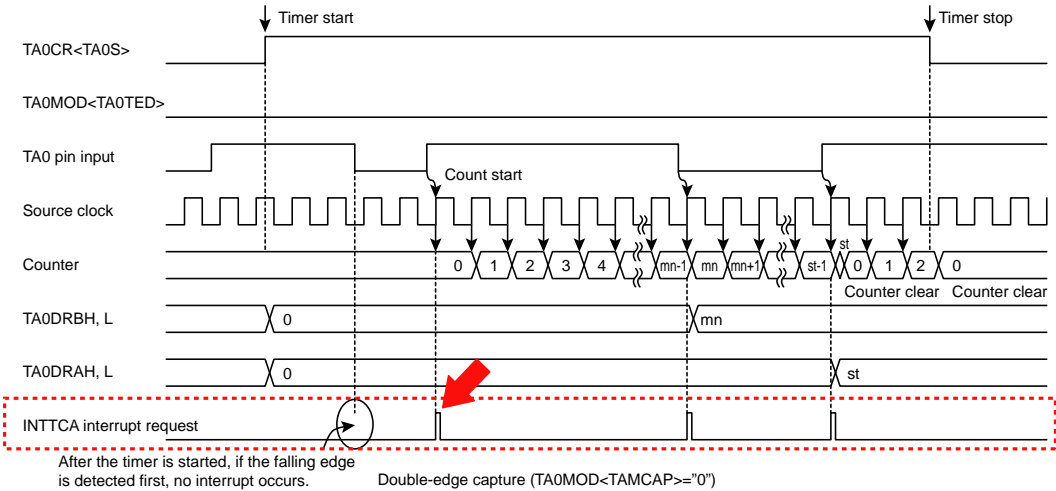 Timer start
Timer stop
TA0CR<TA0S>
TA0MOD<TA0TED>
TA0 pin input
Count start
Source clock
st
Counter
0 1 2 3 4 mn-1 mn mn+1 st-1 0 1 2 0
Counter clear Counter clear
TA0DRBH, L
0
mn
TA0DRAH, L
0
st
INTTCA interrupt request
After the timer is started, if the falling edge
is detected first, no interrupt occurs.
Double-edge capture (TA0MOD<TAMCAP>="0")